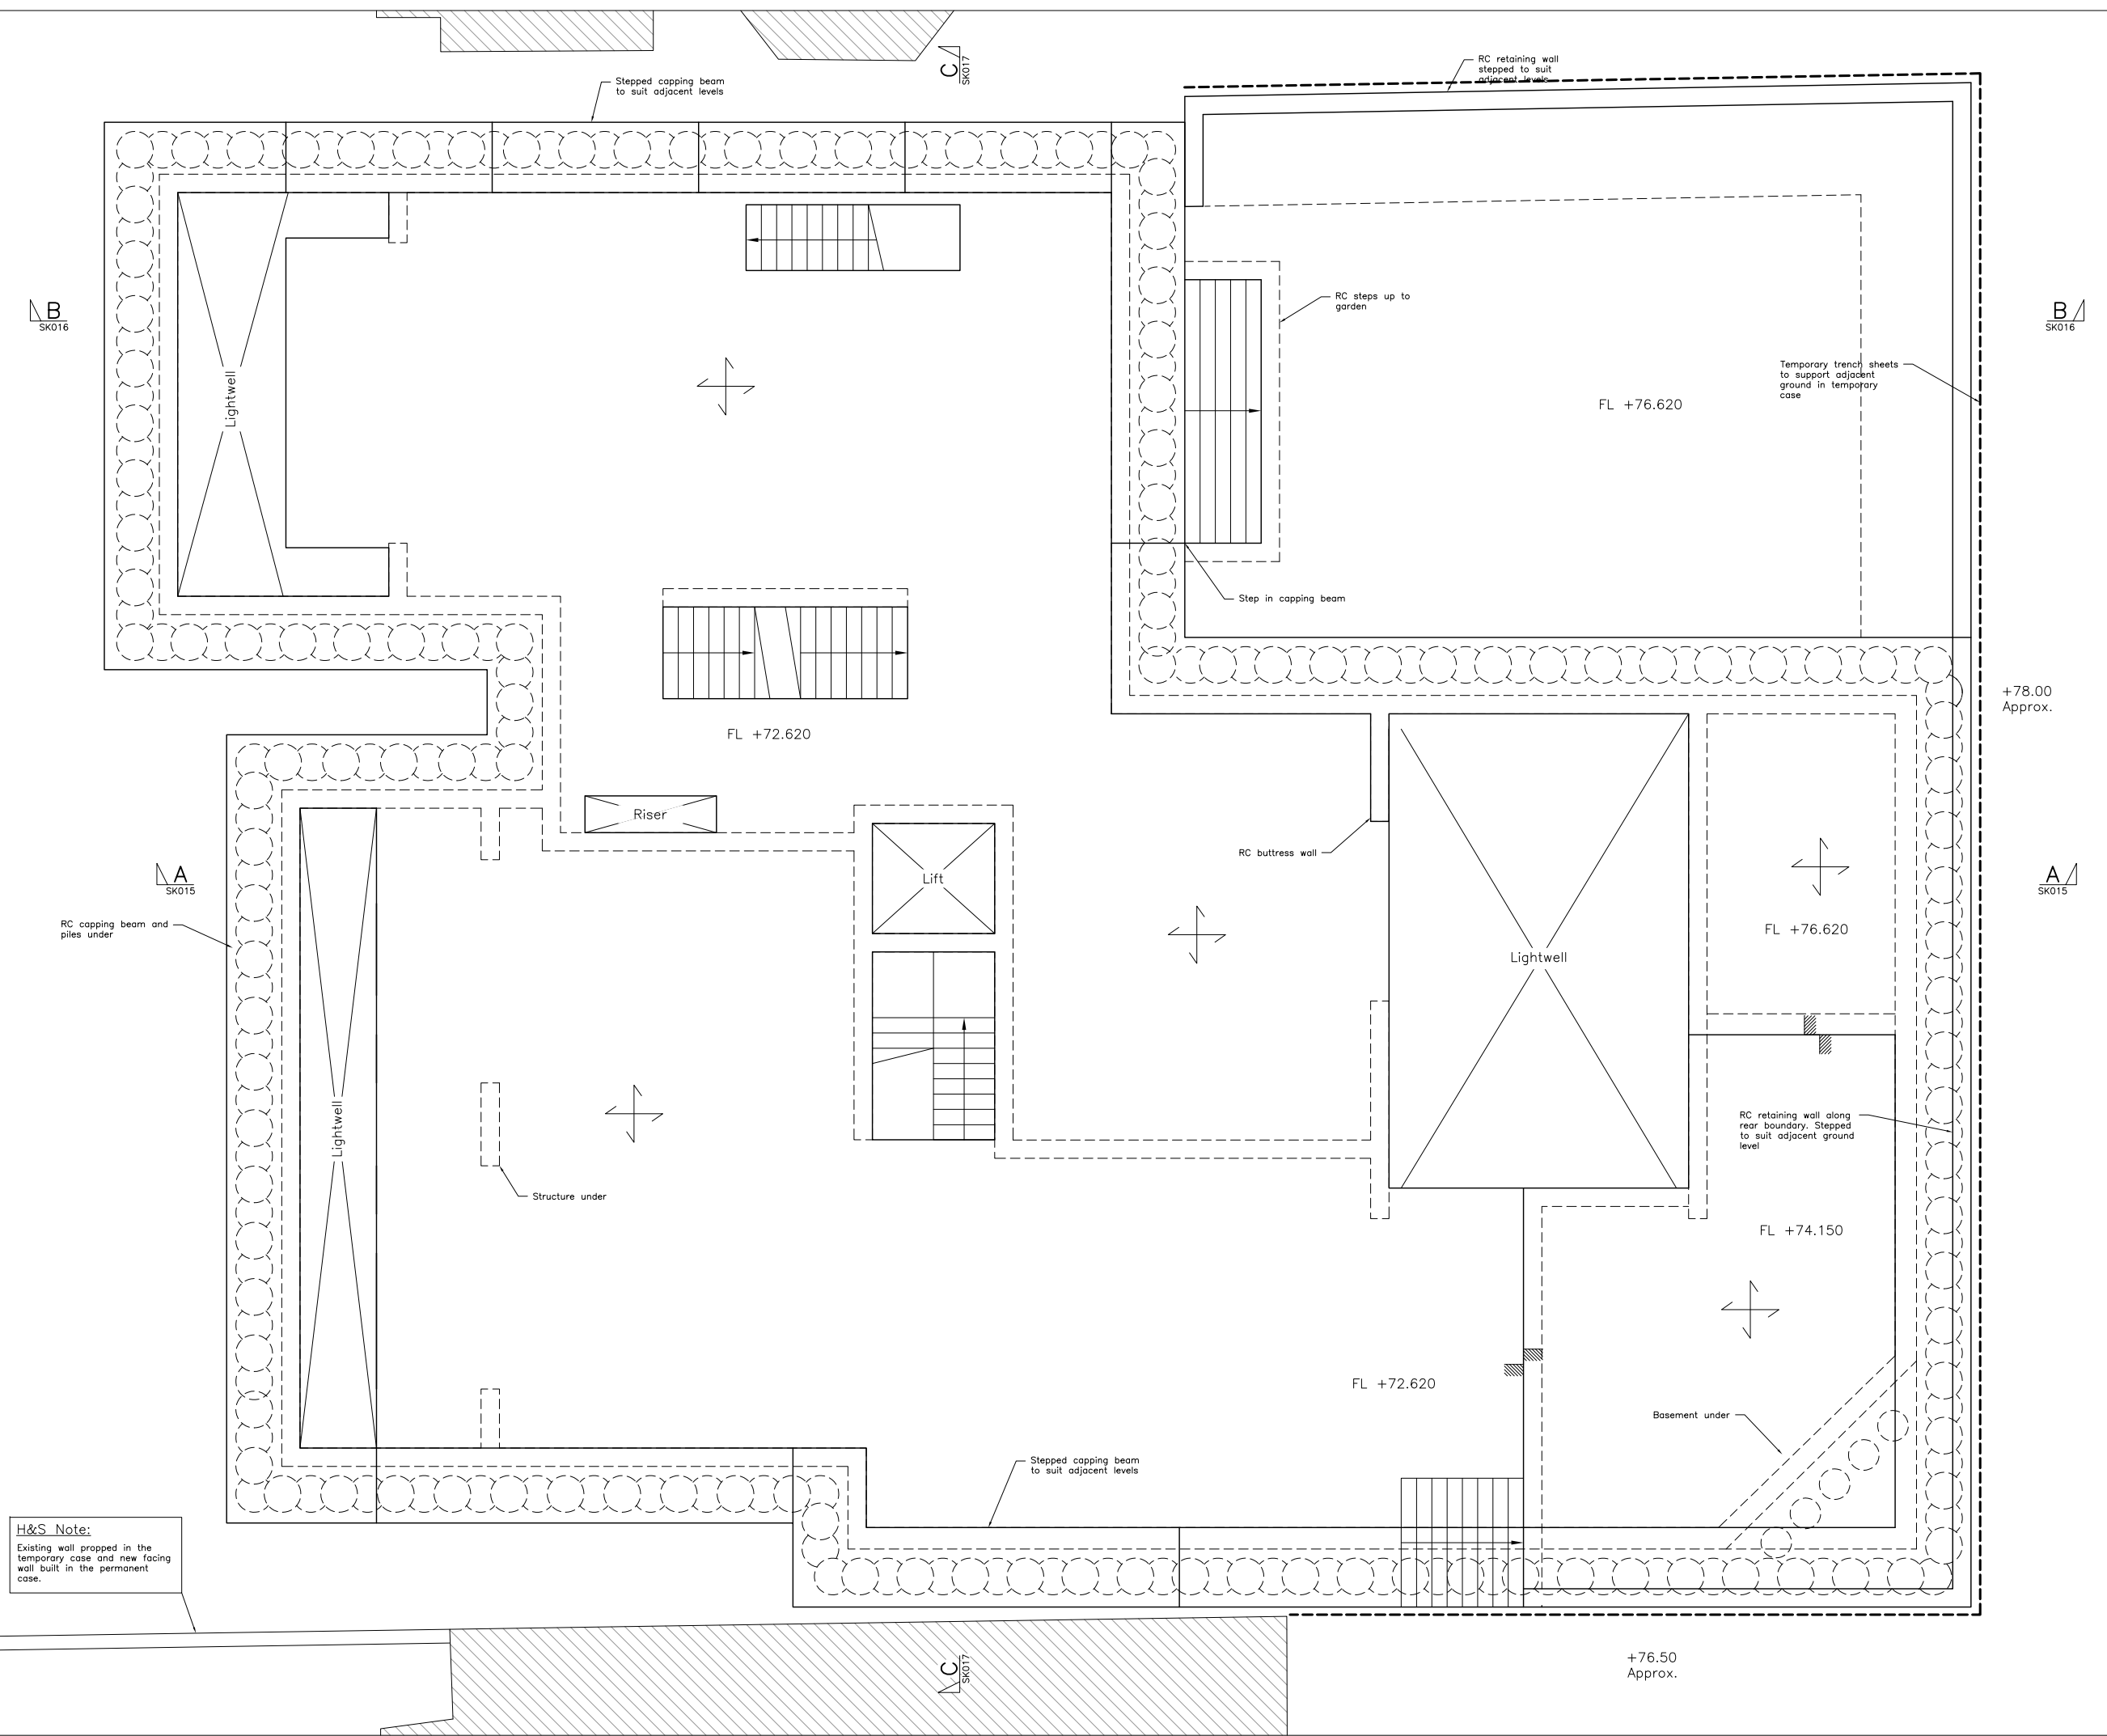 RC retaining wall
stepped to suit
adjacent levels
C
SK017
Stepped capping beam
to suit adjacent levels
B
SK016
RC steps up to
garden
B
SK016
Temporary trench sheets
to support adjacent
ground in temporary
case
Lightwell
FL +76.620
Step in capping beam
+78.00
Approx.
FL +72.620
Riser
RC buttress wall
Lift
A
SK015
A
SK015
RC capping beam and
piles under
FL +76.620
Lightwell
Lightwell
RC retaining wall along
rear boundary. Stepped
to suit adjacent ground
level
Structure under
FL +74.150
FL +72.620
Basement under
Stepped capping beam
to suit adjacent levels
H&S Note:
Existing wall propped in the
temporary case and new facing
wall built in the permanent
case.
C
SK017
+76.50
Approx.